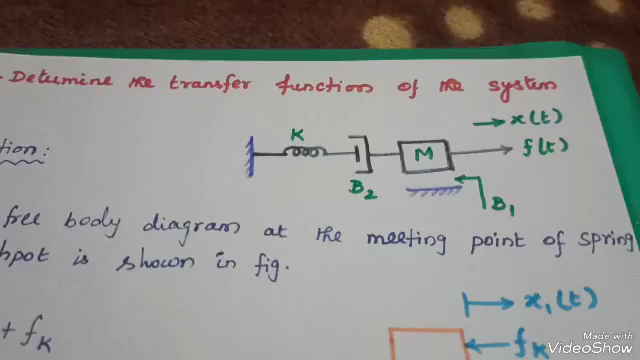 Determine the transfer function of the system
x(t)
K
M
f(t)
tion:
B2
B1
free body diagram at the meeting point of spring
hpot is shown in fig.
x1(t)
+ fK
fK
Made with
VideoShow